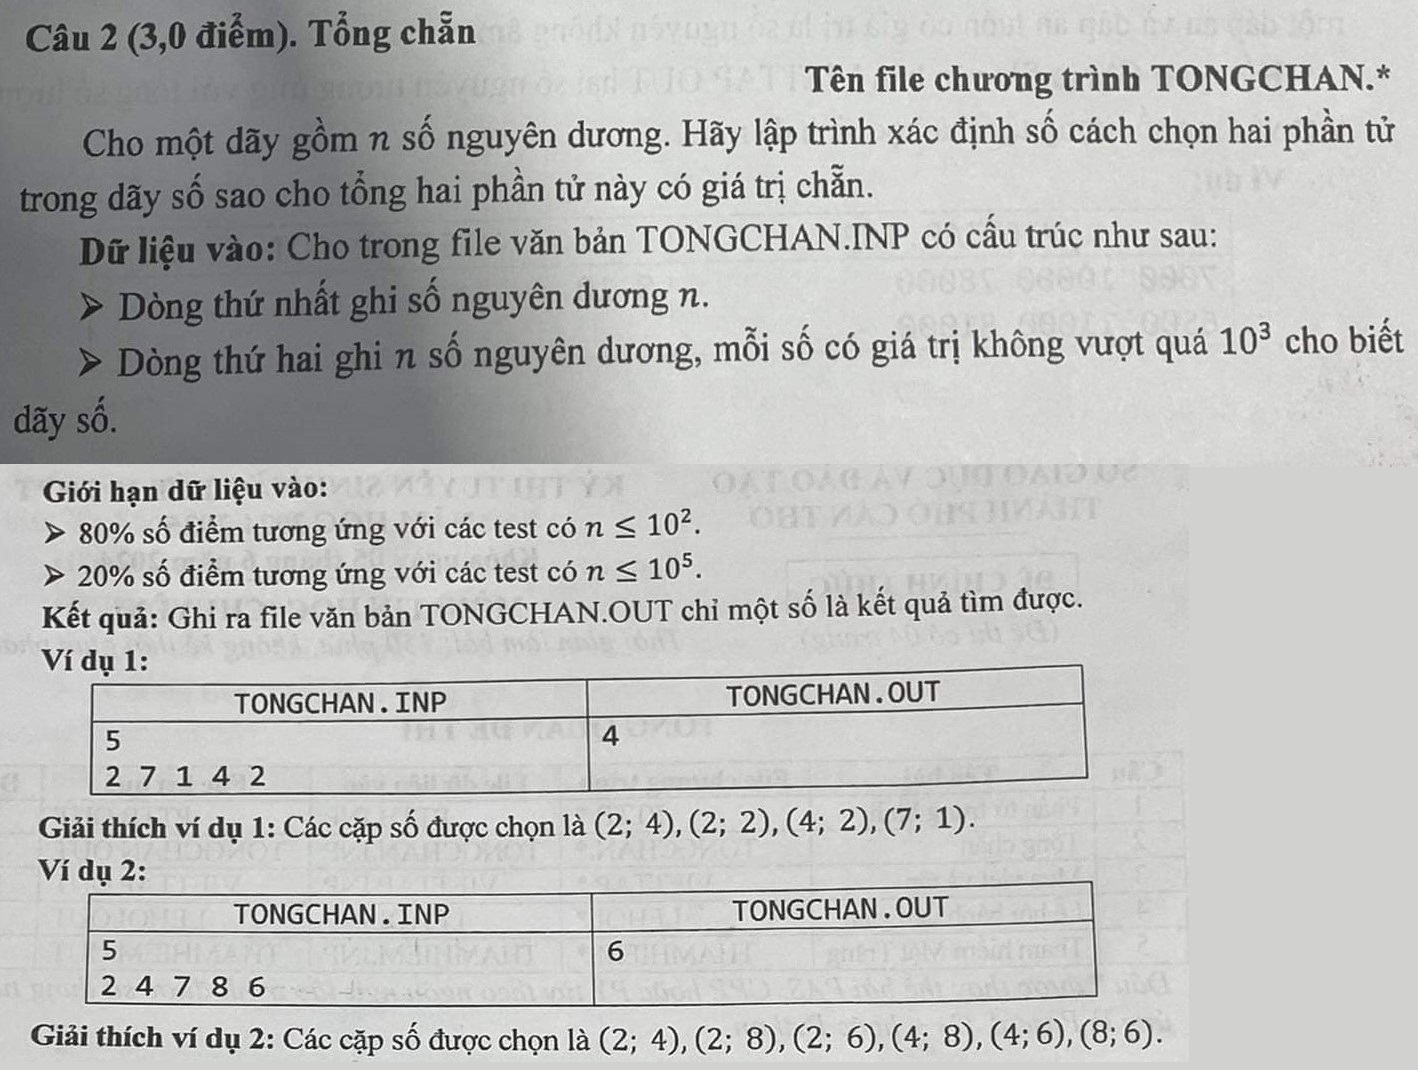 Câu 2 (3,0 điểm). Tổng chẵn
Tên file chương trình TONGCHAN.*
Cho một dãy gồm n số nguyên dương. Hãy lập trình xác định số cách chọn hai phần tử
trong dãy số sao cho tổng hai phần tử này có giá trị chẵn.
Dữ liệu vào: Cho trong file văn bản TONGCHAN.INP có cấu trúc như sau:
➤ Dòng thứ nhất ghi số nguyên dương n.
➤ Dòng thứ hai ghi n số nguyên dương, mỗi số có giá trị không vượt quá 10³ cho biết
dãy số.
Giới hạn dữ liệu vào:
➤ 80% số điểm tương ứng với các test có n ≤ 10².
➤ 20% số điểm tương ứng với các test có n ≤ 10⁵.
Kết quả: Ghi ra file văn bản TONGCHAN.OUT chỉ một số là kết quả tìm được.
Ví dụ 1:
TONGCHAN.INP TONGCHAN.OUT
5 4
2 7 1 4 2
Giải thích ví dụ 1: Các cặp số được chọn là (2; 4), (2; 2), (4; 2), (7; 1).
Ví dụ 2:
TONGCHAN.INP TONGCHAN.OUT
5 6
2 4 7 8 6
Giải thích ví dụ 2: Các cặp số được chọn là (2; 4), (2; 8), (2; 6), (4; 8), (4; 6), (8; 6).